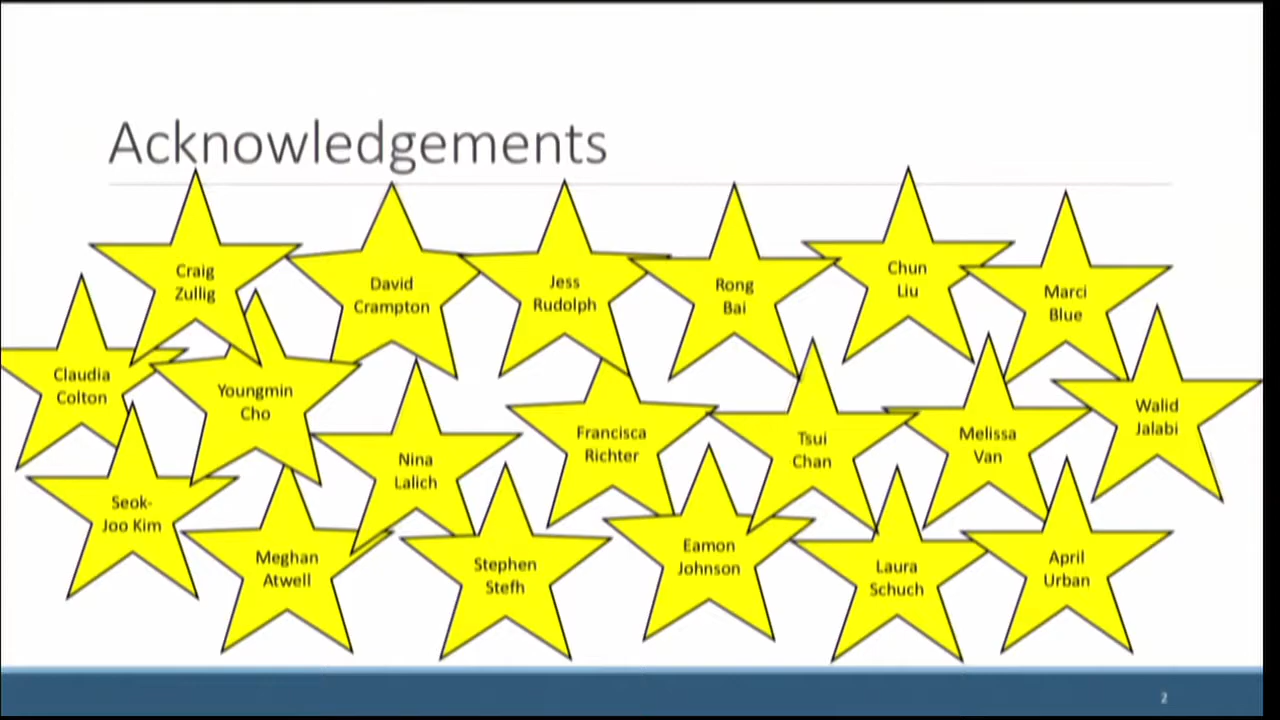 Acknowledgements
Craig
Zullig
David
Crampton
Jess
Rudolph
Rong
Bai
Chun
Liu
Marci
Blue
Claudia
Colton
Youngmin
Cho
Nina
Lalich
Francisca
Richter
Tsui
Chan
Melissa
Van
Walid
Jalabi
Seok-
Joo Kim
Meghan
Atwell
Stephen
Stefh
Eamon
Johnson
Laura
Schuch
April
Urban
2